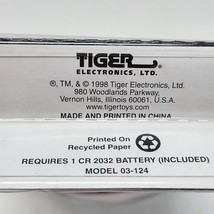 TIGER
ELECTRONICS, LTD.
®, TM, & © 1998 Tiger Electronics, Ltd.
980 Woodlands Parkway,
Vernon Hills, Illinois 60061, U.S.A.
www.tigertoys.com
MADE AND PRINTED IN CHINA
Printed On
Recycled Paper
REQUIRES 1 CR 2032 BATTERY (INCLUDED)
MODEL 03-124